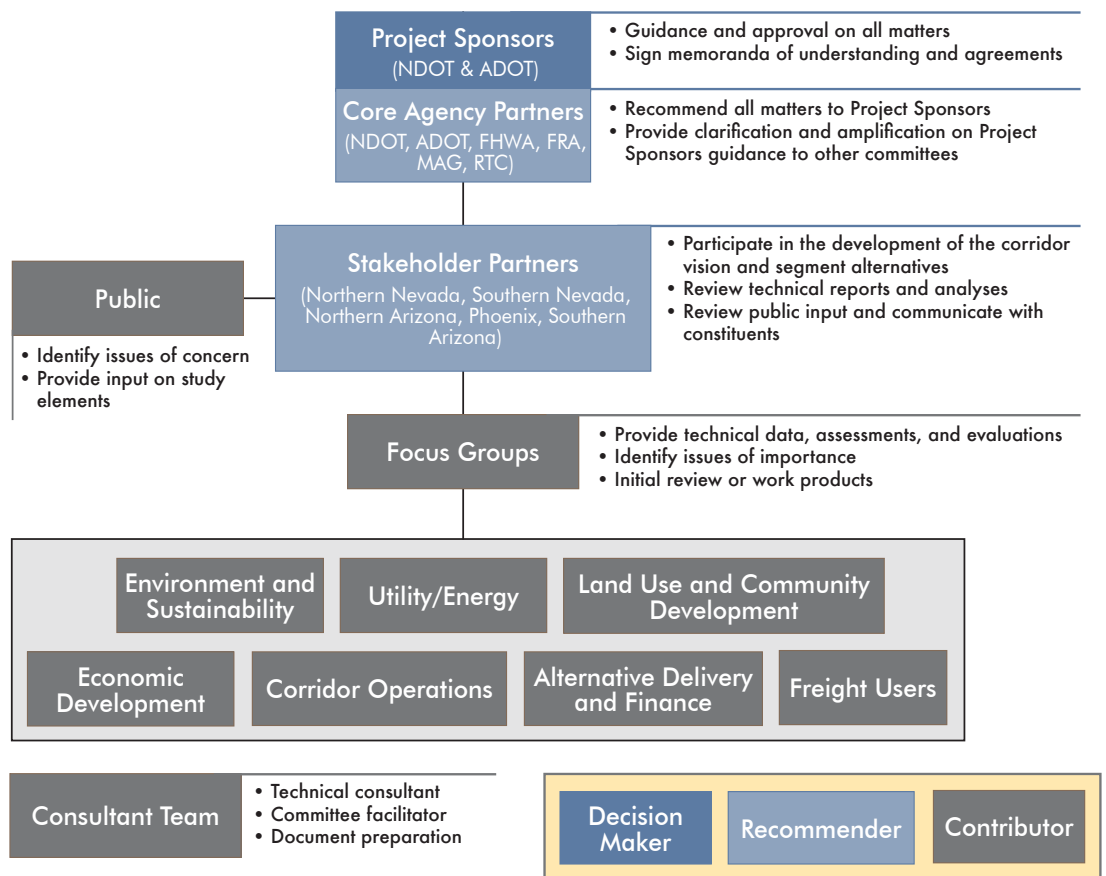 Project Sponsors
(NDOT & ADOT)
• Guidance and approval on all matters
• Sign memoranda of understanding and agreements
Core Agency Partners
(NDOT, ADOT, FHWA, FRA,
MAG, RTC)
• Recommend all matters to Project Sponsors
• Provide clarification and amplification on Project
Sponsors guidance to other committees
Stakeholder Partners
(Northern Nevada, Southern Nevada,
Northern Arizona, Phoenix, Southern
Arizona)
• Participate in the development of the corridor
vision and segment alternatives
• Review technical reports and analyses
• Review public input and communicate with
constituents
Public
• Identify issues of concern
• Provide input on study
elements
Focus Groups
• Provide technical data, assessments, and evaluations
• Identify issues of importance
• Initial review or work products
Environment and
Sustainability
Utility/Energy
Land Use and Community
Development
Economic
Development
Corridor Operations
Alternative Delivery
and Finance
Freight Users
Consultant Team
• Technical consultant
• Committee facilitator
• Document preparation
Decision
Maker
Recommender
Contributor